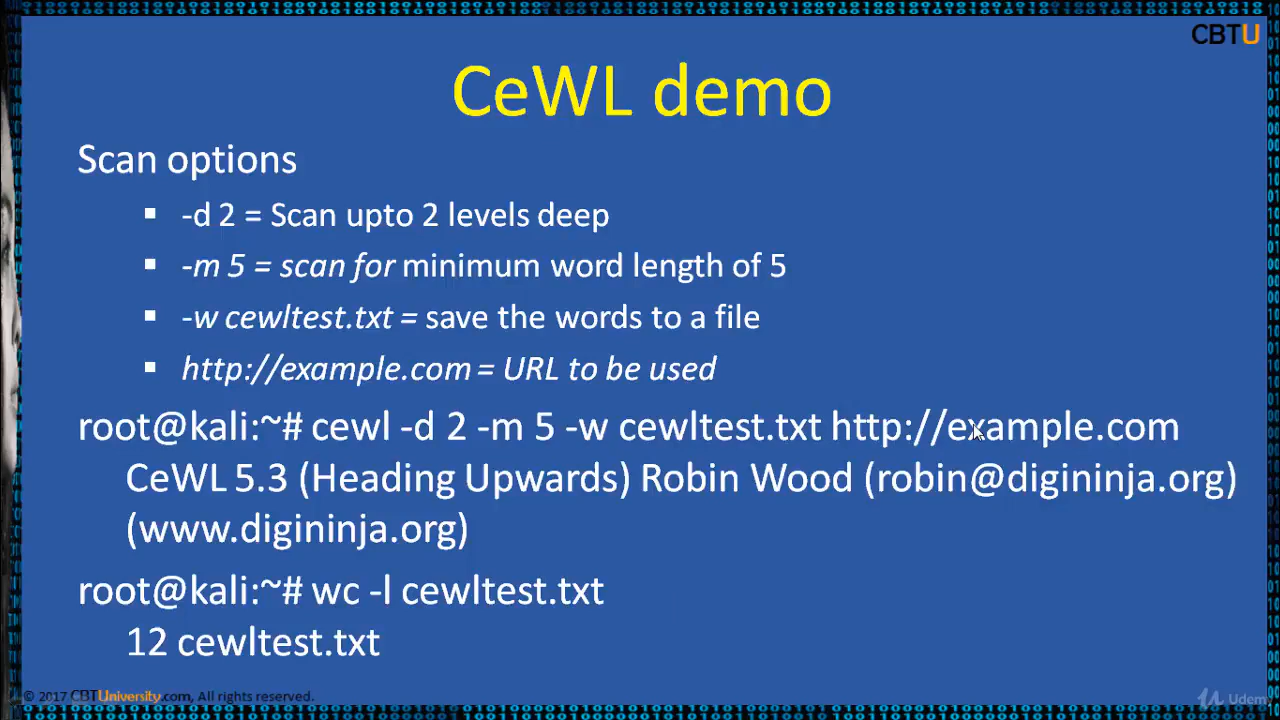 CBTU
CeWL demo
Scan options
▪ -d 2 = Scan upto 2 levels deep
▪ -m 5 = scan for minimum word length of 5
▪ -w cewltest.txt = save the words to a file
▪ http://example.com = URL to be used
root@kali:~# cewl -d 2 -m 5 -w cewltest.txt http://example.com
CeWL 5.3 (Heading Upwards) Robin Wood (robin@digininja.org)
(www.digininja.org)
root@kali:~# wc -l cewltest.txt
12 cewltest.txt
© 2017 CBTUniversity.com, All rights reserved.
Udem